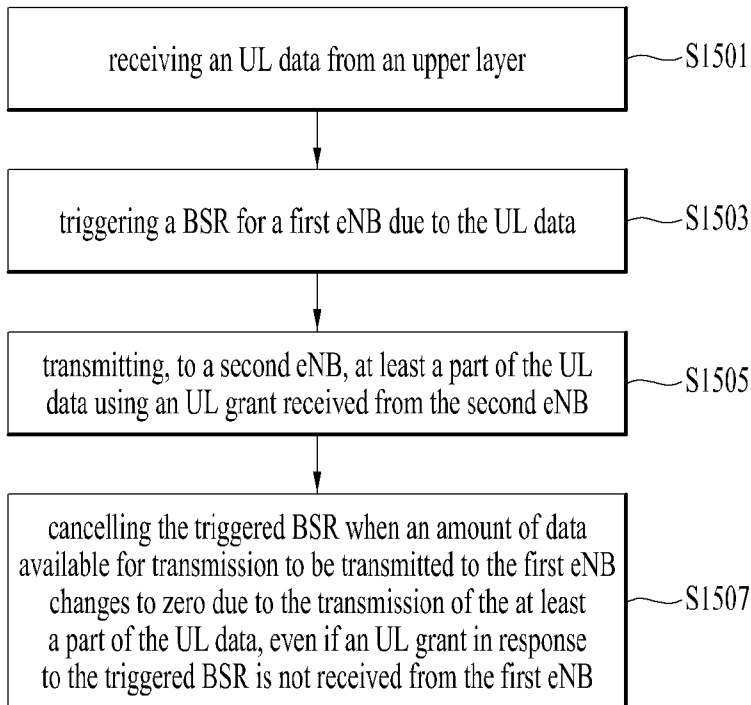 receiving an UL data from an upper layer
S1501
triggering a BSR for a first eNB due to the UL data
S1503
transmitting, to a second eNB, at least a part of the UL
data using an UL grant received from the second eNB
S1505
cancelling the triggered BSR when an amount of data
available for transmission to be transmitted to the first eNB
changes to zero due to the transmission of the at least
a part of the UL data, even if an UL grant in response
to the triggered BSR is not received from the first eNB
S1507